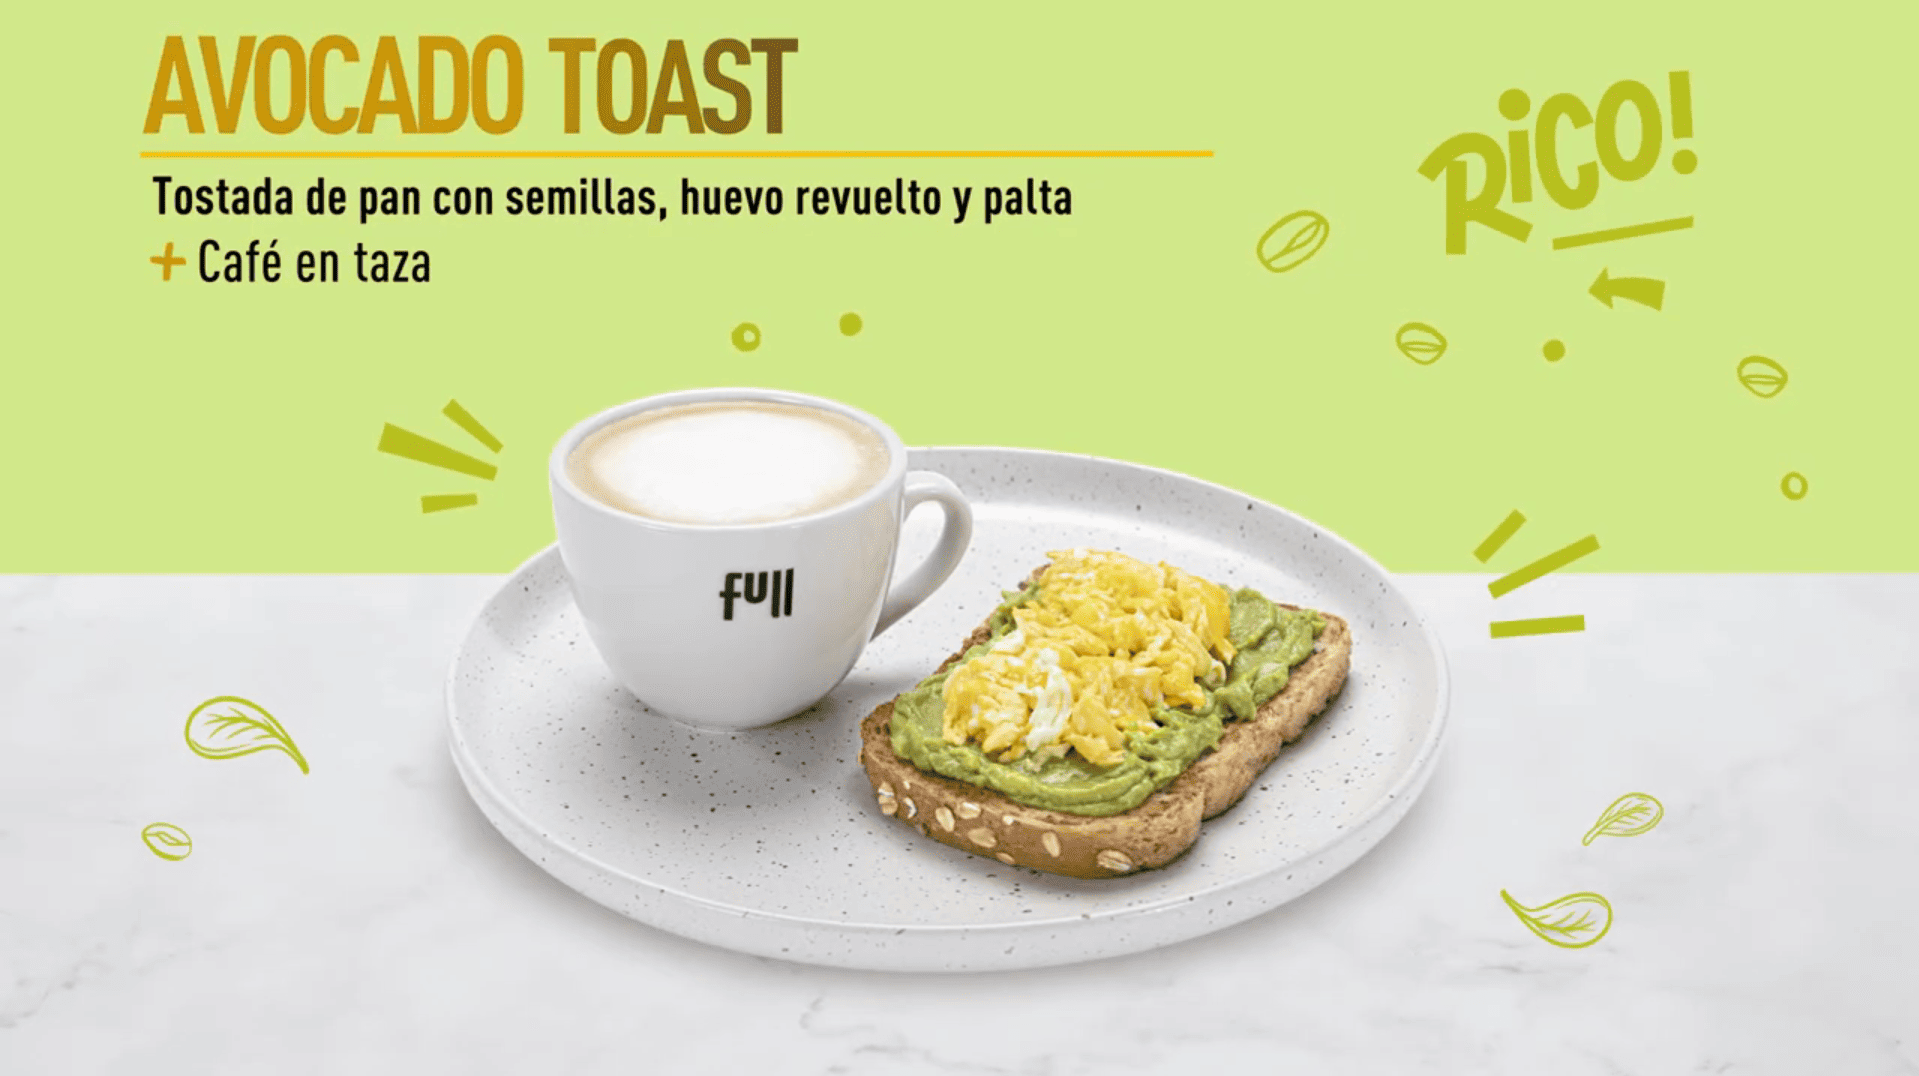 AVOCADO TOAST
Tostada de pan con semillas, huevo revuelto y palta
+ Café en taza
RiCO!
full